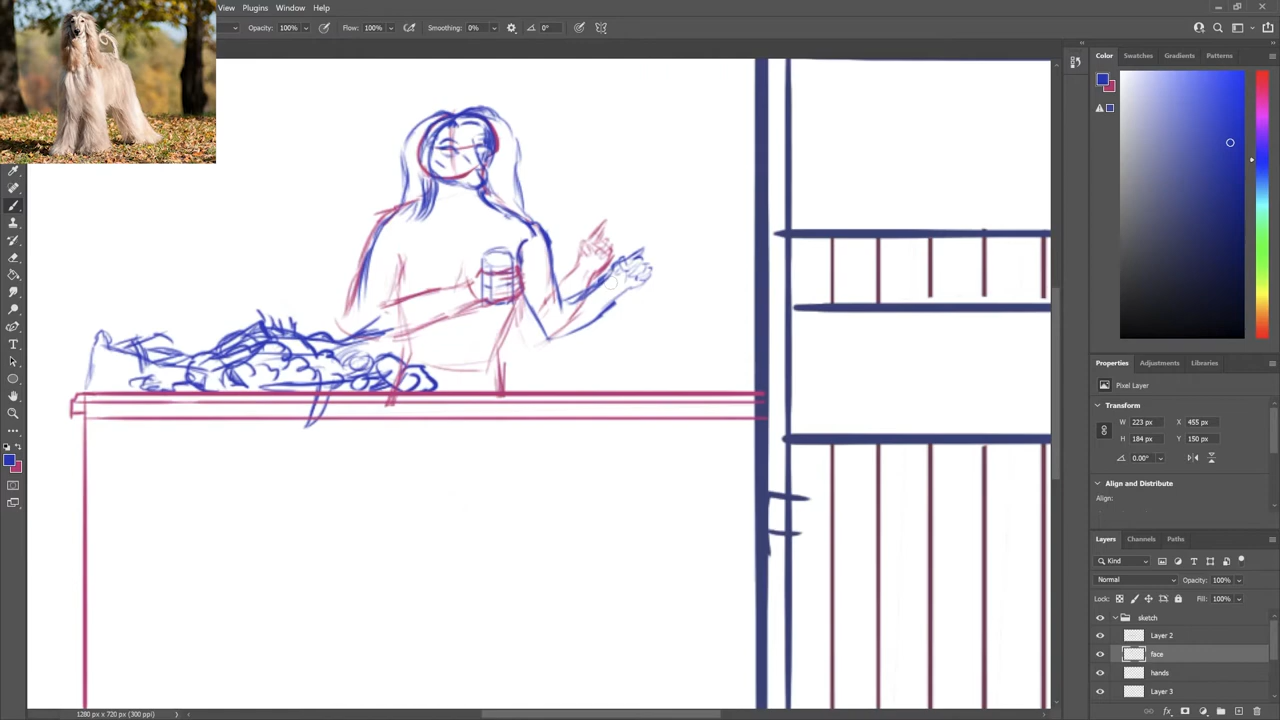 View Plugins Window Help
Opacity: 100% Flow: 100% Smoothing: 0% 0°
Color Swatches Gradients Patterns
Properties Adjustments Libraries
Pixel Layer
Transform
W 223 px X 455 px
H 184 px Y 150 px
0.00°
Align and Distribute
Align:
Layers Channels Paths
Kind
Normal Opacity: 100%
Lock: Fill: 100%
sketch
Layer 2
face
hands
Layer 3
1280 px x 720 px (300 ppi)